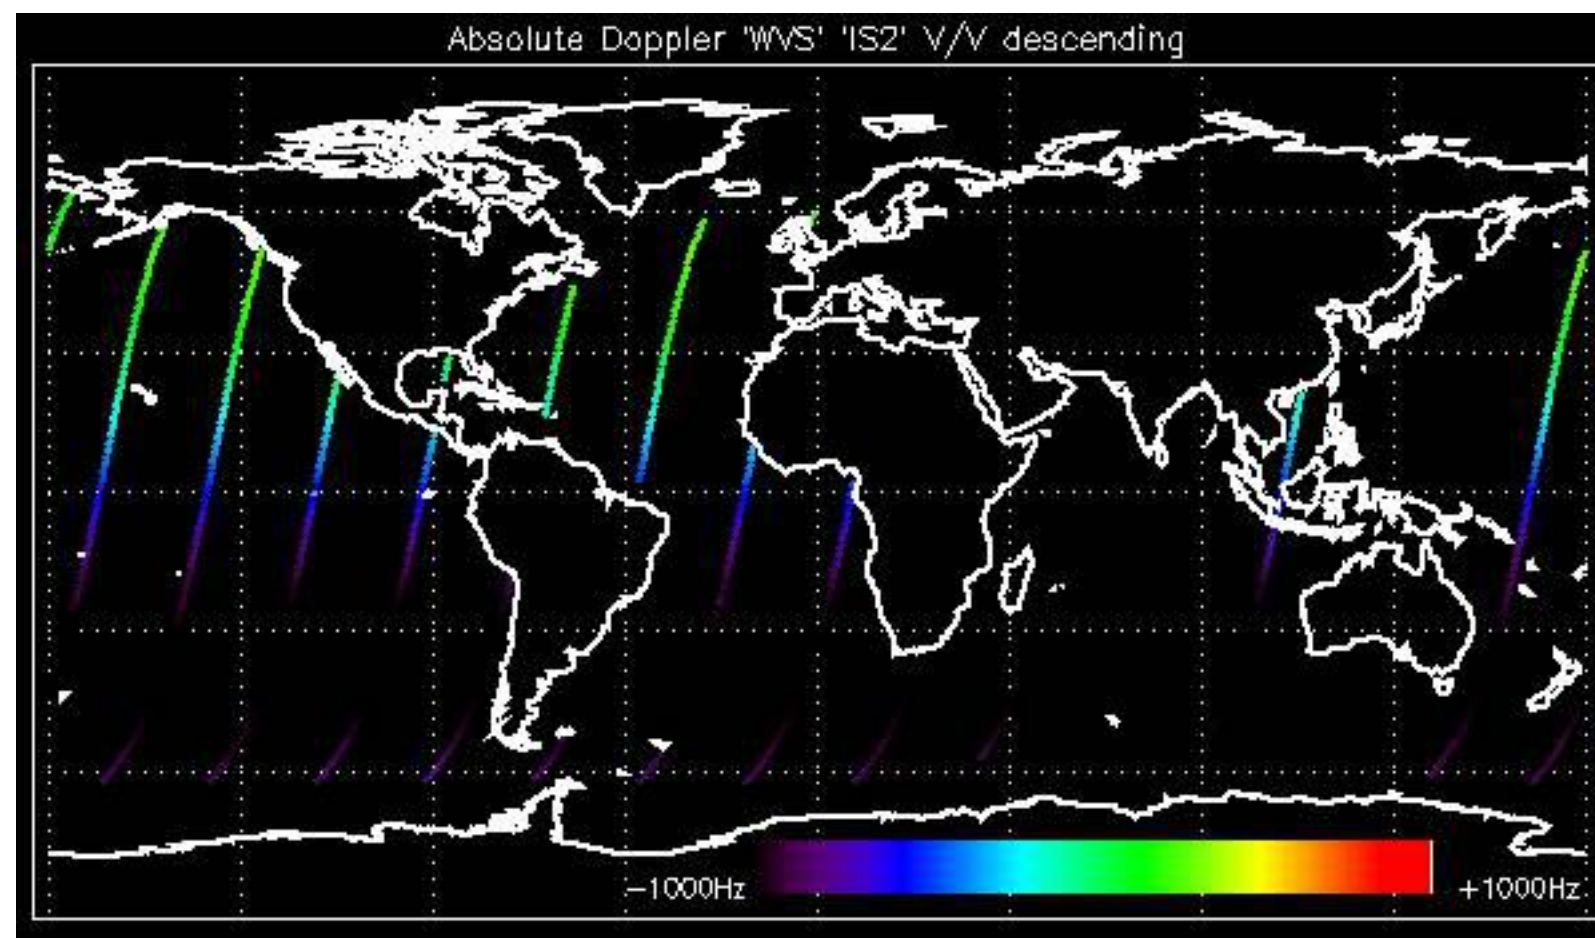 Absolute Doppler 'WVS' 'IS2' V/V descending
−1000Hz
+1000Hz